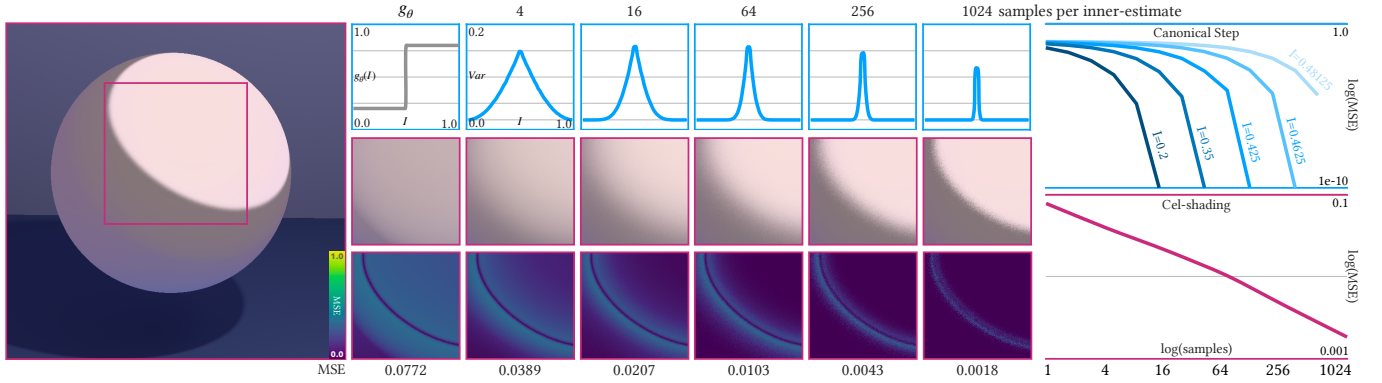 g_θ 4 16 64 256 1024 samples per inner-estimate
1.0
g_θ(I)
0.0 I 1.0
0.2
Var
0.0 I 1.0
Canonical Step 1.0
I=0.2
I=0.35
I=0.425
I=0.4625
I=0.48125
log(MSE)
1e-10
Cel-shading 0.1
log(MSE)
log(samples) 0.001
1 4 16 64 256 1024
1.0
MSE
0.0
MSE 0.0772 0.0389 0.0207 0.0103 0.0043 0.0018